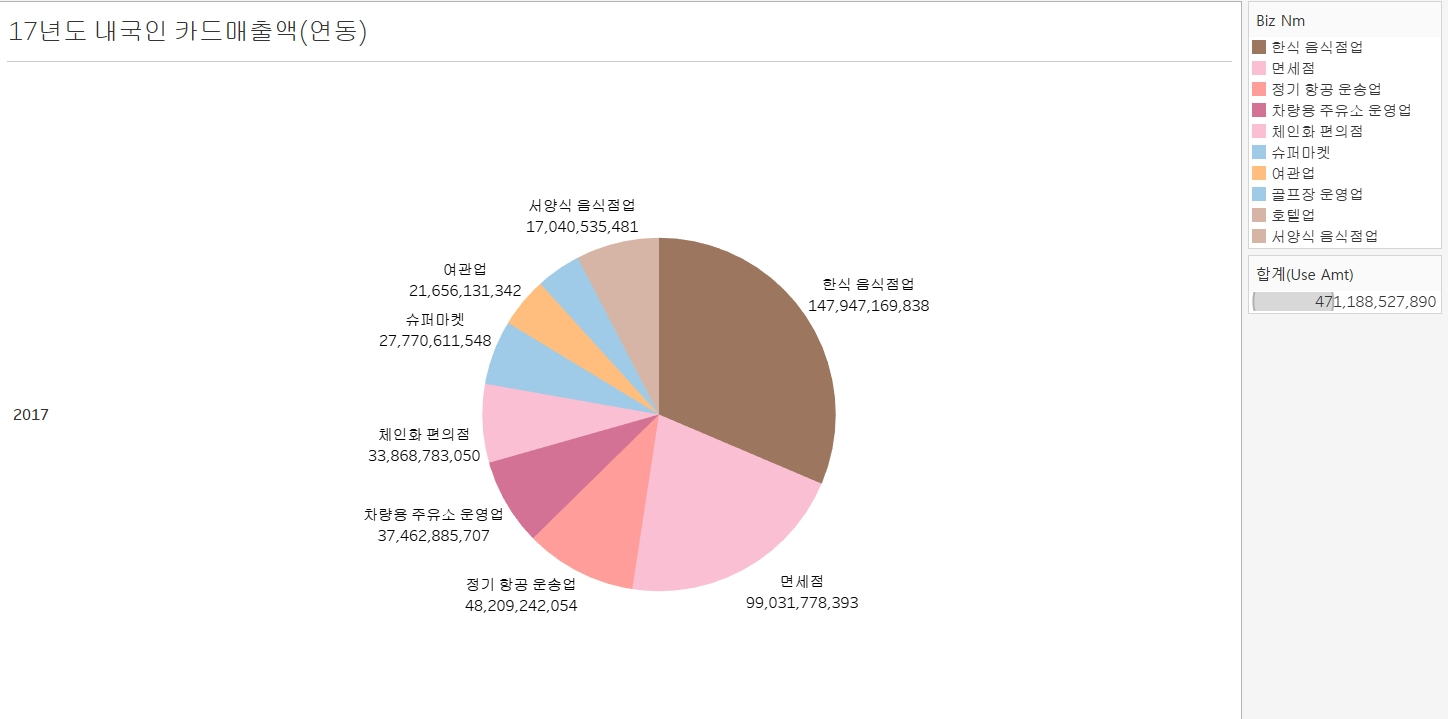 17년도 내국인 카드매출액(연동)
2017
서양식 음식점업
17,040,535,481
여관업
21,656,131,342
슈퍼마켓
27,770,611,548
체인화 편의점
33,868,783,050
차량용 주유소 운영업
37,462,885,707
정기 항공 운송업
48,209,242,054
한식 음식점업
147,947,169,838
면세점
99,031,778,393
Biz Nm
한식 음식점업
면세점
정기 항공 운송업
차량용 주유소 운영업
체인화 편의점
슈퍼마켓
여관업
골프장 운영업
호텔업
서양식 음식점업
합계(Use Amt)
471,188,527,890